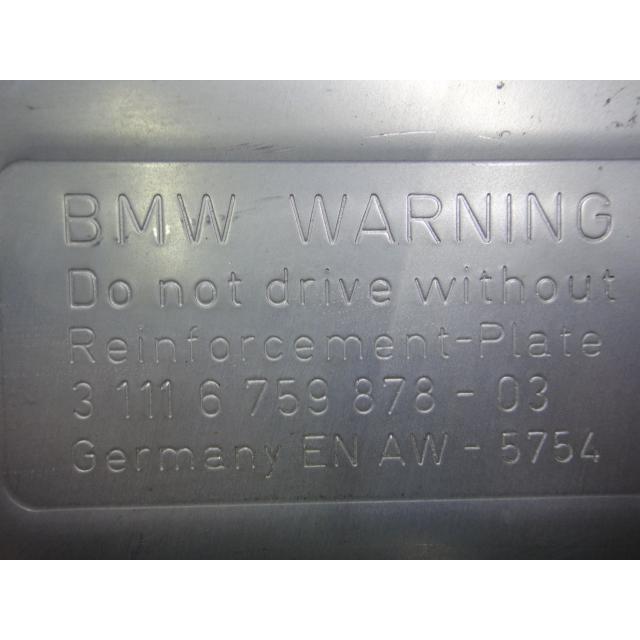 BMW WARNING
Do not drive without
Reinforcement-Plate
3 111 6 759 878 - 03
Germany EN AW - 5754